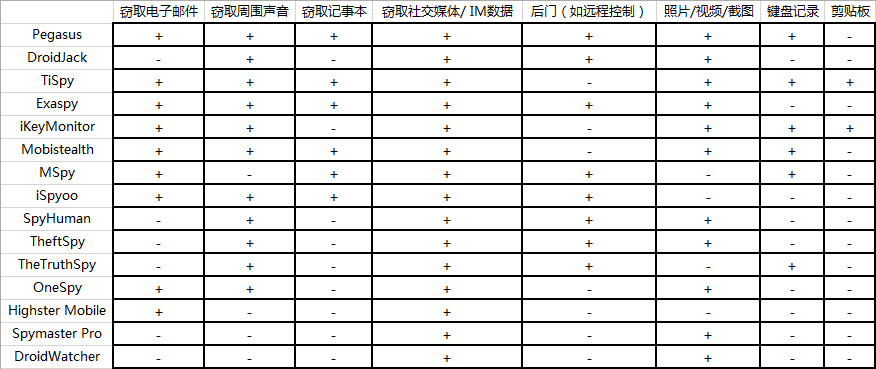 窃取电子邮件 窃取周围声音 窃取记事本 窃取社交媒体/ IM数据 后门（如远程控制） 照片/视频/截图 键盘记录 剪贴板
Pegasus + + + + + + + -
DroidJack - + - + + + - -
TiSpy + + + + - + + +
Exaspy + + + + + + - -
iKeyMonitor + + - + - + + +
Mobistealth + + + + - + + -
MSpy + - + + + - + -
iSpyoo + + + + + - - -
SpyHuman - + - + + + - -
TheftSpy - + - + + + - -
TheTruthSpy - + - + + - + -
OneSpy + + - + - + - -
Highster Mobile + - - + - - - -
Spymaster Pro - - - + - + - -
DroidWatcher - - - + - + - -